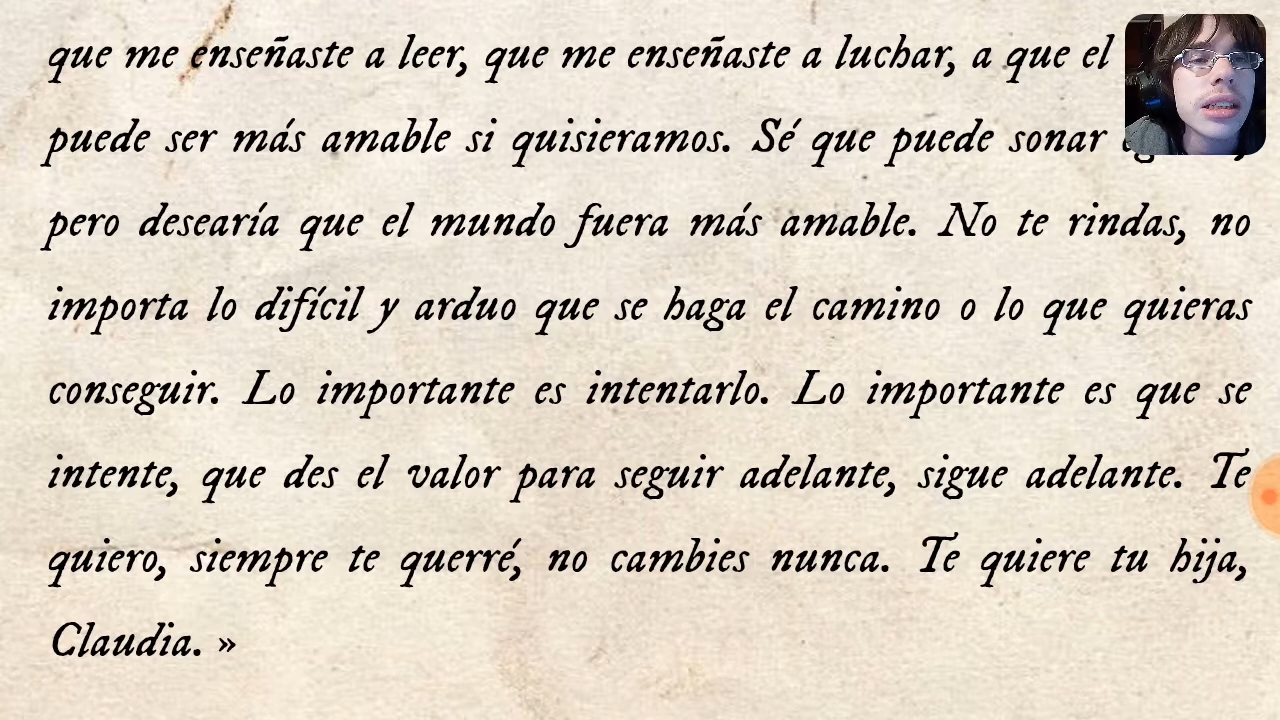 que me enseñaste a leer, que me enseñaste a luchar, a que el
puede ser más amable si quisieramos. Sé que puede sonar
pero desearía que el mundo fuera más amable. No te rindas, no
importa lo difícil y arduo que se haga el camino o lo que quieras
conseguir. Lo importante es intentarlo. Lo importante es que se
intente, que des el valor para seguir adelante, sigue adelante. Te
quiero, siempre te querré, no cambies nunca. Te quiere tu hija,
Claudia. »